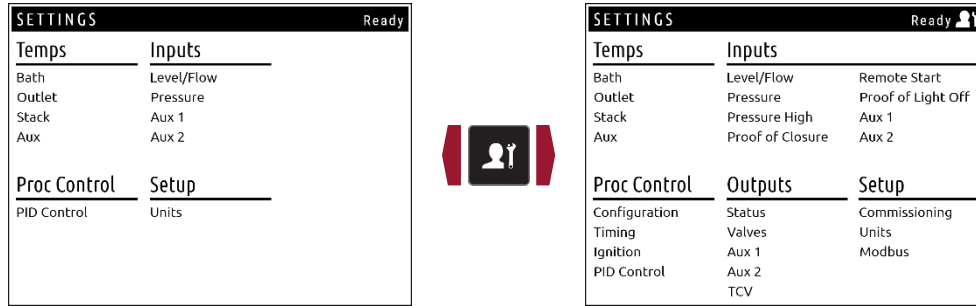 SETTINGS Ready
Temps Inputs
Bath Level/Flow
Outlet Pressure
Stack Aux 1
Aux Aux 2
Proc Control Setup
PID Control Units
SETTINGS Ready
Temps Inputs
Bath Level/Flow Remote Start
Outlet Pressure Proof of Light Off
Stack Pressure High Aux 1
Aux Proof of Closure Aux 2
Proc Control Outputs Setup
Configuration Status Commissioning
Timing Valves Units
Ignition Aux 1 Modbus
PID Control Aux 2
TCV